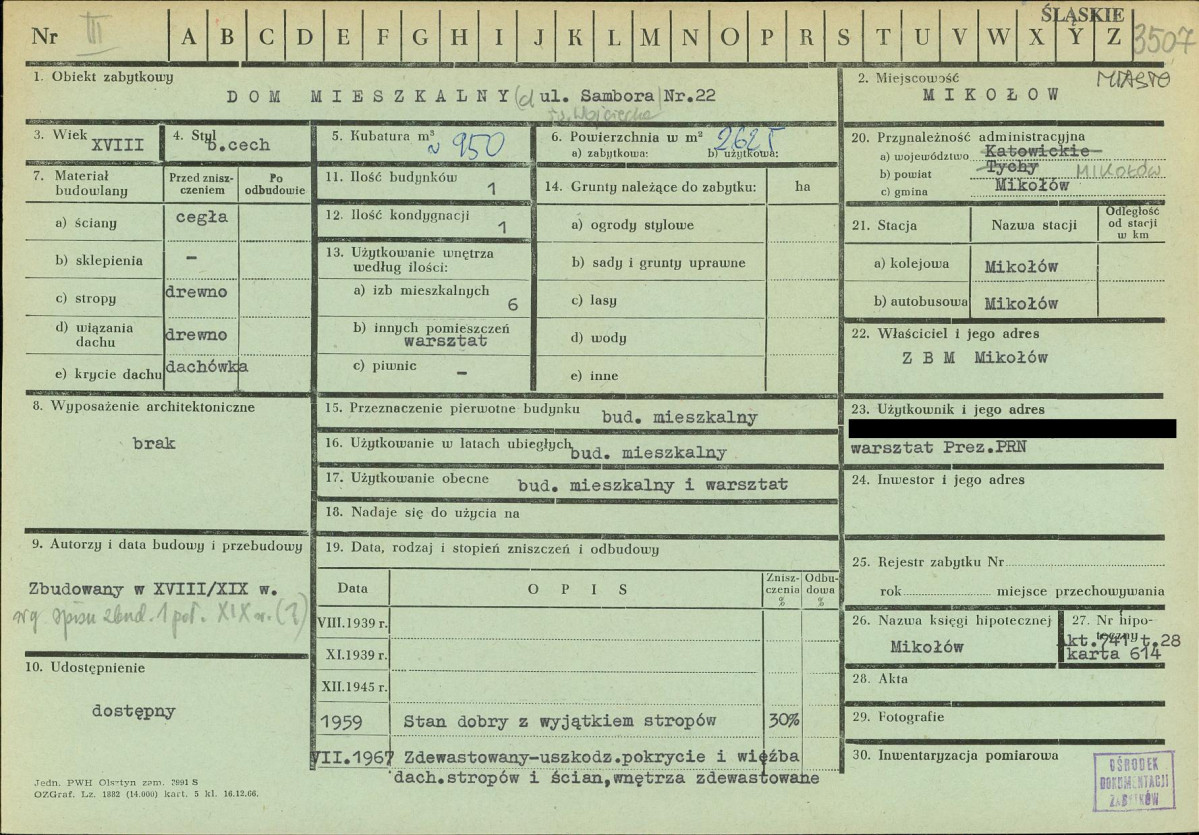 ŚLĄSKIE
Nr III A B C D E F G H I J K L M N O P R S T U V W X Y Z 3507
1. Obiekt zabytkowy
DOM MIESZKALNY (d ul. Sambora) Nr.22
św. Wojciecha
2. Miejscowość MIASTO
MIKOŁOW
3. Wiek
XVIII
4. Styl
b.cech
5. Kubatura m³
~ 950
6. Powierzchnia w m²
a) zabytkowa: b) użytkowa:
262,5
7. Materiał budowlany
Przed zniszczeniem
Po odbudowie
a) ściany cegła
b) sklepienia –
c) stropy drewno
d) wiązania dachu drewno
e) krycie dachu dachówka
8. Wyposażenie architektoniczne
brak
9. Autorzy i data budowy i przebudowy
Zbudowany w XVIII/XIX w.
wg spisu zbud. 1 poł. XIX w. (?)
10. Udostępnienie
dostępny
Jedn. PWH Olsztyn zam. 2991 S
OZGraf. Lz. 1882 (14.000) kart. 5 kl. 16.12.66.
11. Ilość budynków
1
12. Ilość kondygnacji
1
13. Użytkowanie wnętrza według ilości:
a) izb mieszkalnych
6
b) innych pomieszczeń
warsztat
c) piwnic –
14. Grunty należące do zabytku: ha
a) ogrody stylowe
b) sady i grunty uprawne
c) lasy
d) wody
e) inne
15. Przeznaczenie pierwotne budynku bud. mieszkalny
16. Użytkowanie w latach ubiegłych bud. mieszkalny
17. Użytkowanie obecne bud. mieszkalny i warsztat
18. Nadaje się do użycia na
19. Data, rodzaj i stopień zniszczeń i odbudowy
Data OPIS Zniszczenia % Odbudowa %
VIII.1939 r.
XI.1939 r.
XII.1945 r.
1959 Stan dobry z wyjątkiem stropów 30%
VII.1967 Zdewastowany-uszkodz.pokrycie i więźba
dach.stropów i ścian,wnętrza zdewastowane
20. Przynależność administracyjna
a) województwo Katowickie
b) powiat Tychy MIKOŁÓW
c) gmina Mikołów
21. Stacja Nazwa stacji Odległość od stacji w km
a) kolejowa Mikołów
b) autobusowa Mikołów
22. Właściciel i jego adres
Z B M Mikołów
23. Użytkownik i jego adres
warsztat Prez.PRN
24. Inwestor i jego adres
25. Rejestr zabytku Nr
rok miejsce przechowywania
26. Nazwa księgi hipotecznej
Mikołów
27. Nr hipoteczny
Akt.741 t.28
karta 614
28. Akta
29. Fotografie
30. Inwentaryzacja pomiarowa
OŚRODEK
DOKUMENTACJI
ZABYTKÓW